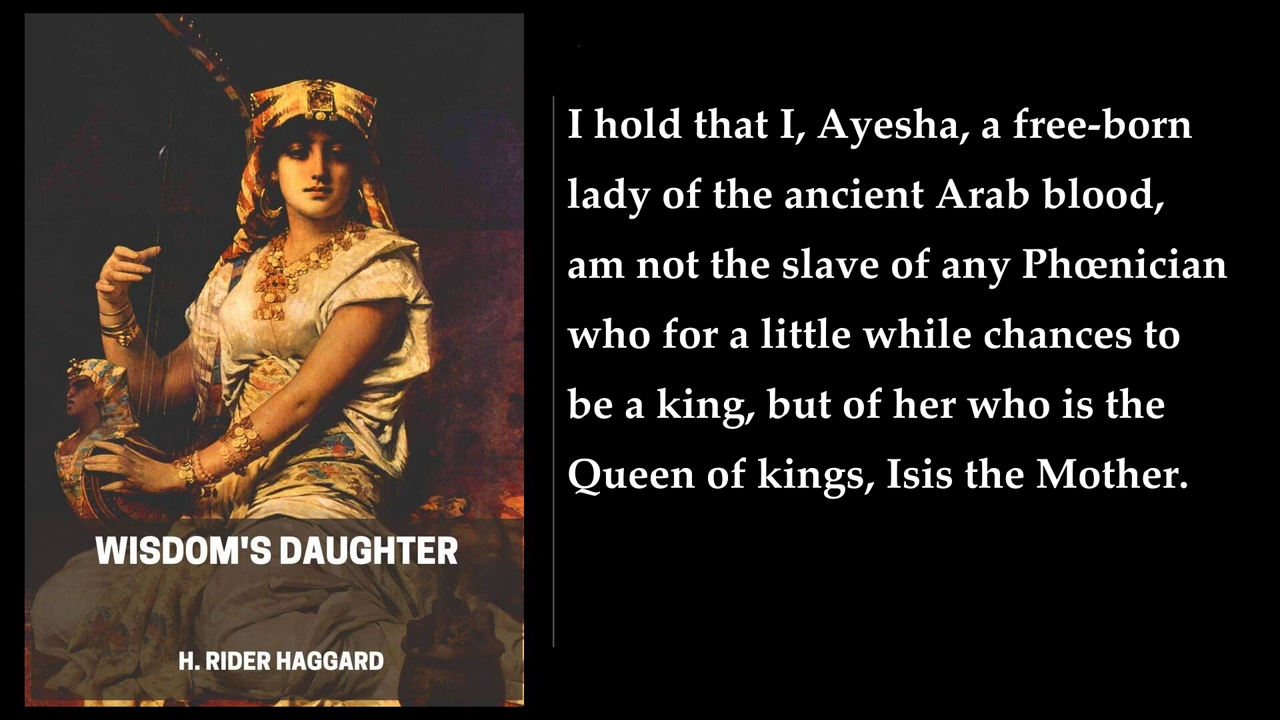 WISDOM'S DAUGHTER
H. RIDER HAGGARD
I hold that I, Ayesha, a free-born
lady of the ancient Arab blood,
am not the slave of any Phœnician
who for a little while chances to
be a king, but of her who is the
Queen of kings, Isis the Mother.